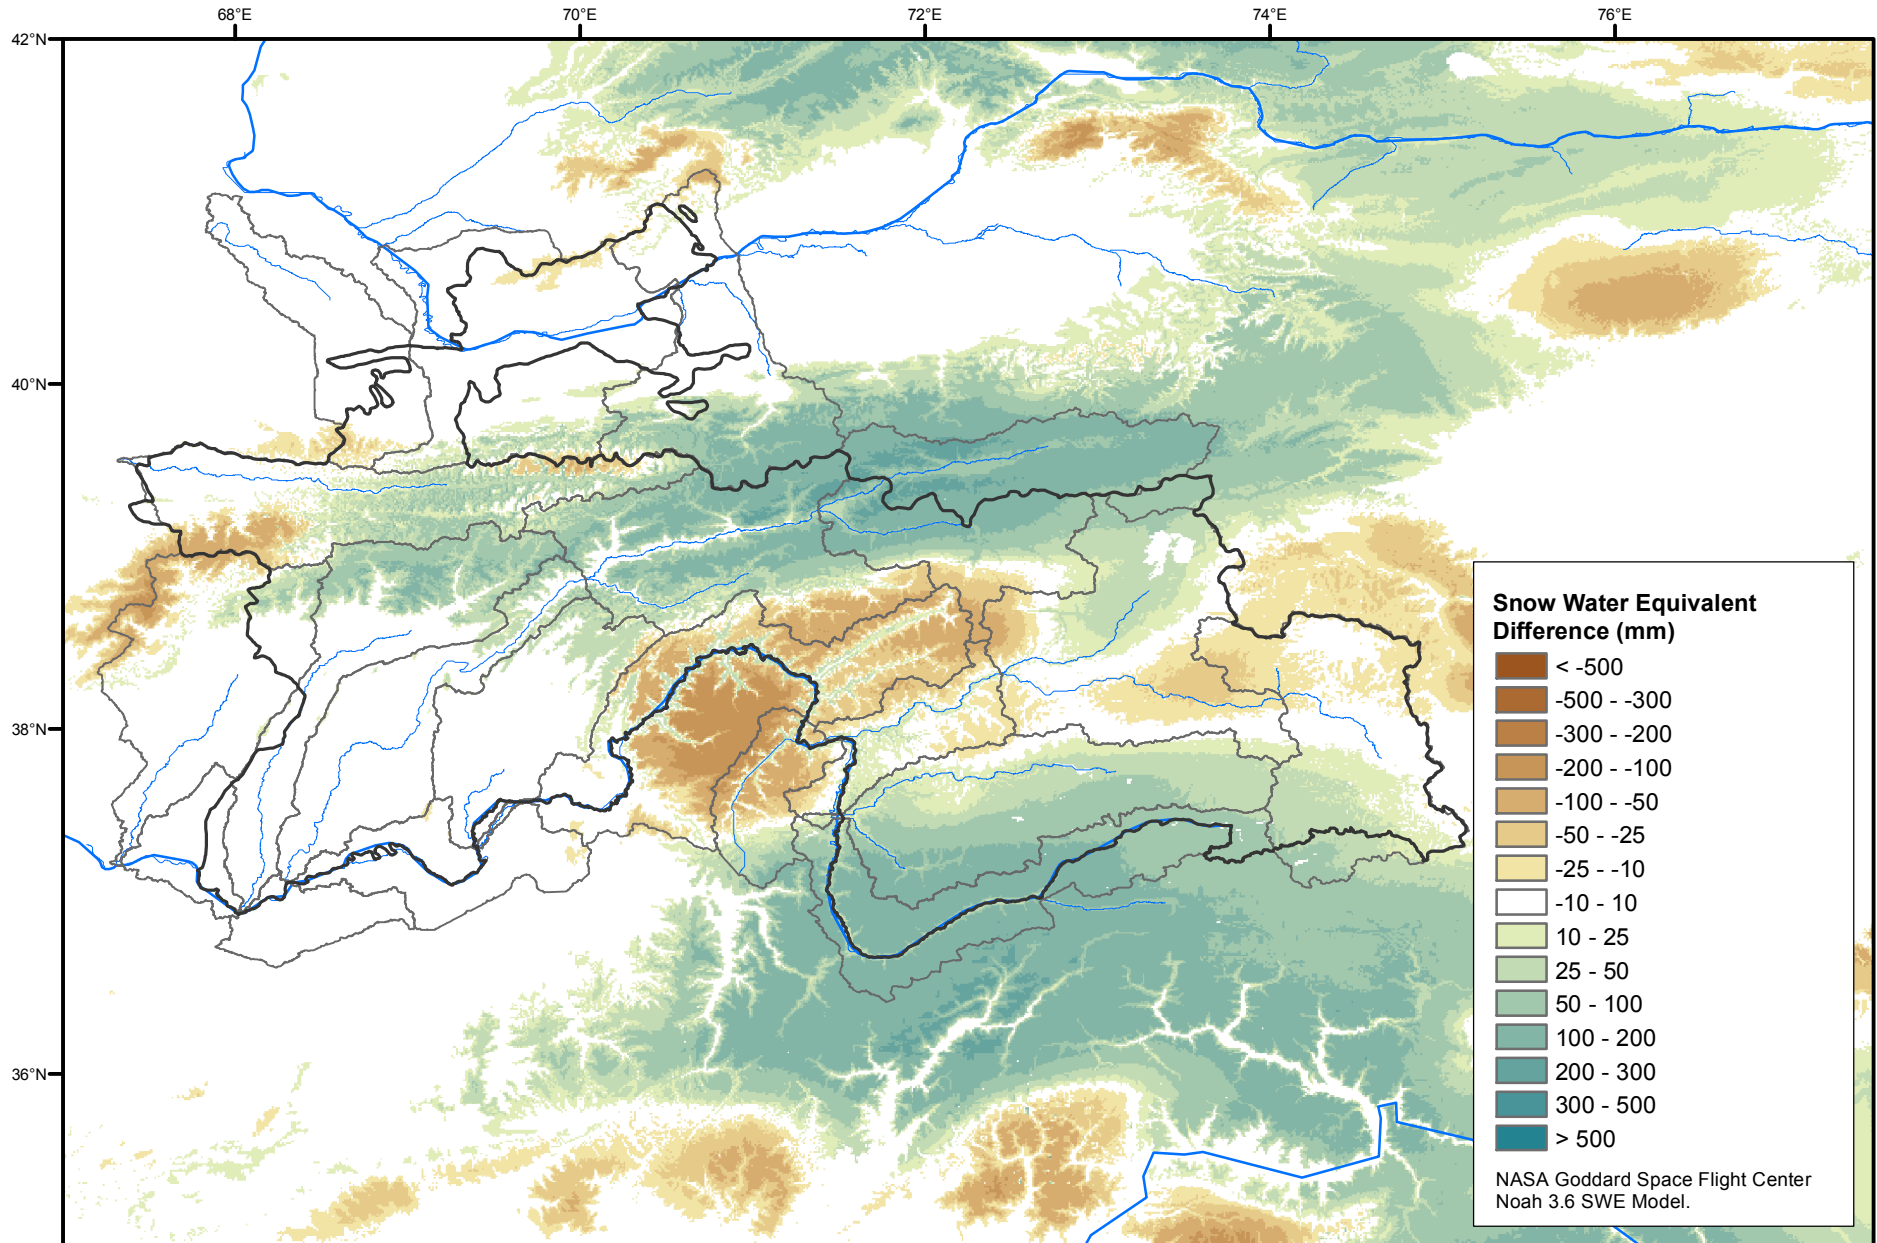 68°E
70°E
72°E
74°E
76°E
42°N
40°N
38°N
36°N
Snow Water Equivalent
Difference (mm)
< -500
-500 - -300
-300 - -200
-200 - -100
-100 - -50
-50 - -25
-25 - -10
-10 - 10
10 - 25
25 - 50
50 - 100
100 - 200
200 - 300
300 - 500
> 500
NASA Goddard Space Flight Center
Noah 3.6 SWE Model.